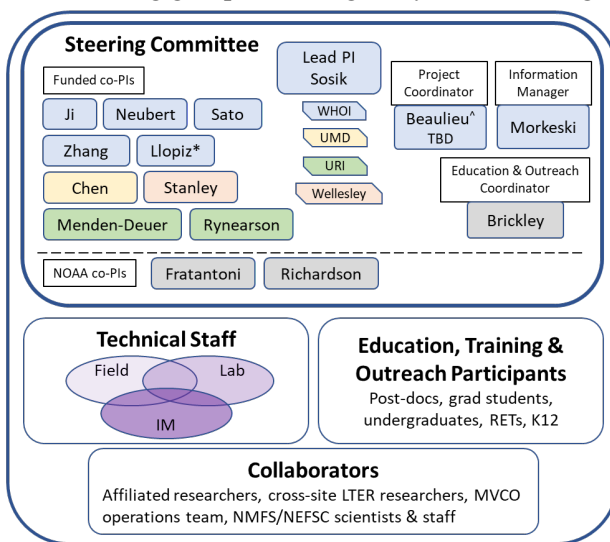 Steering Committee
Funded co-PIs
Ji
Neubert
Sato
Zhang
Llopiz*
Chen
Stanley
Menden-Deuer
Rynearson
Lead PI
Sosik
WHOI
UMD
URI
Wellesley
Project
Coordinator
Beaulieu^
TBD
Information
Manager
Morkeski
Education & Outreach
Coordinator
Brickley
NOAA co-PIs
Fratantoni
Richardson
Technical Staff
Field
Lab
IM
Education, Training &
Outreach Participants
Post-docs, grad students,
undergraduates, RETs, K12
Collaborators
Affiliated researchers, cross-site LTER researchers, MVCO
operations team, NMFS/NEFSC scientists & staff